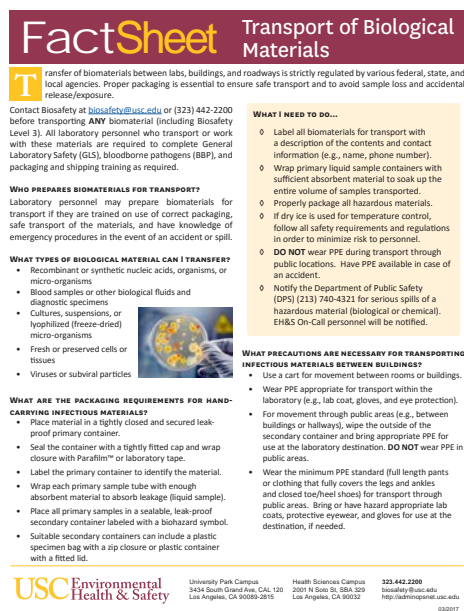 FactSheet
Transport of Biological
Materials
Transfer of biomaterials between labs, buildings, and roadways is strictly regulated by various federal, state, and
local agencies. Proper packaging is essential to ensure safe transport and to avoid sample loss and accidental
release/exposure.
Contact Biosafety at biosafety@usc.edu or (323) 442-2200
before transporting ANY biomaterial (including Biosafety
Level 3). All laboratory personnel who transport or work
with these materials are required to complete General
Laboratory Safety (GLS), bloodborne pathogens (BBP), and
packaging and shipping training as required.
Who prepares biomaterials for transport?
Laboratory personnel may prepare biomaterials for
transport if they are trained on use of correct packaging,
safe transport of the materials, and have knowledge of
emergency procedures in the event of an accident or spill.
What types of biological material can I transfer?
• Recombinant or synthetic nucleic acids, organisms, or
micro-organisms
• Blood samples or other biological fluids and
diagnostic specimens
• Cultures, suspensions, or
lyophilized (freeze-dried)
micro-organisms
• Fresh or preserved cells or
tissues
• Viruses or subviral particles
What are the packaging requirements for hand-
carrying infectious materials?
• Place material in a tightly closed and secured leak-
proof primary container.
• Seal the container with a tightly fitted cap and wrap
closure with Parafilm™ or laboratory tape.
• Label the primary container to identify the material.
• Wrap each primary sample tube with enough
absorbent material to absorb leakage (liquid sample).
• Place all primary samples in a sealable, leak-proof
secondary container labeled with a biohazard symbol.
• Suitable secondary containers can include a plastic
specimen bag with a zip closure or plastic container
with a fitted lid.
What I need to do...
◊ Label all biomaterials for transport with
a description of the contents and contact
information (e.g., name, phone number).
◊ Wrap primary liquid sample containers with
sufficient absorbent material to soak up the
entire volume of samples transported.
◊ Properly package all hazardous materials.
◊ If dry ice is used for temperature control,
follow all safety requirements and regulations
in order to minimize risk to personnel.
◊ DO NOT wear PPE during transport through
public locations. Have PPE available in case of
an accident.
◊ Notify the Department of Public Safety
(DPS) (213) 740-4321 for serious spills of a
hazardous material (biological or chemical).
EH&S On-Call personnel will be notified.
What precautions are necessary for transporting
infectious materials between buildings?
• Use a cart for movement between rooms or buildings.
• Wear PPE appropriate for transport within the
laboratory (e.g., lab coat, gloves, and eye protection).
• For movement through public areas (e.g., between
buildings or hallways), wipe the outside of the
secondary container and bring appropriate PPE for
use at the laboratory destination. DO NOT wear PPE in
public areas.
• Wear the minimum PPE standard (full length pants
or clothing that fully covers the legs and ankles
and closed toe/heel shoes) for transport through
public areas. Bring or have hazard appropriate lab
coats, protective eyewear, and gloves for use at the
destination, if needed.
USC Environmental
Health & Safety
University Park Campus
3434 South Grand Ave, CAL 120
Los Angeles, CA 90089-2815
Health Sciences Campus
2001 N Soto St, SBA 329
Los Angeles, CA 90032
323.442.2200
biosafety@usc.edu
http://adminopsnet.usc.edu
03/2017